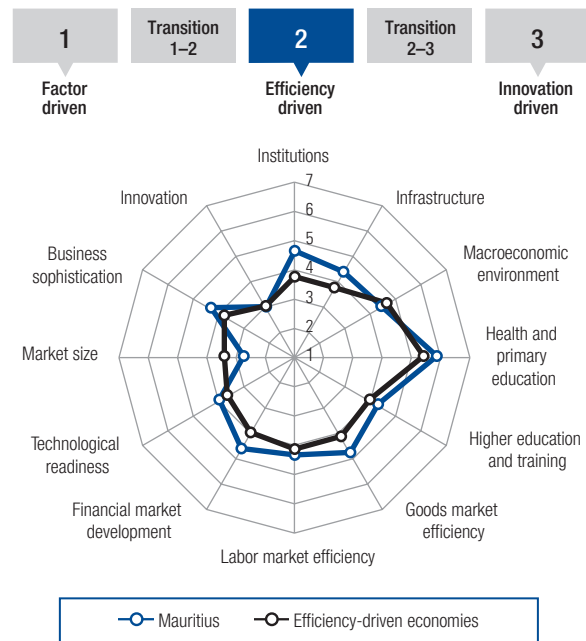 1
Transition
1–2
2
Transition
2–3
3
Factor
driven
Efficiency
driven
Innovation
driven
Institutions
7
6
5
4
3
2
1
Infrastructure
Macroeconomic
environment
Health and
primary
education
Higher education
and training
Goods market
efficiency
Labor market efficiency
Financial market
development
Technological
readiness
Market size
Business
sophistication
Innovation
Mauritius
Efficiency-driven economies